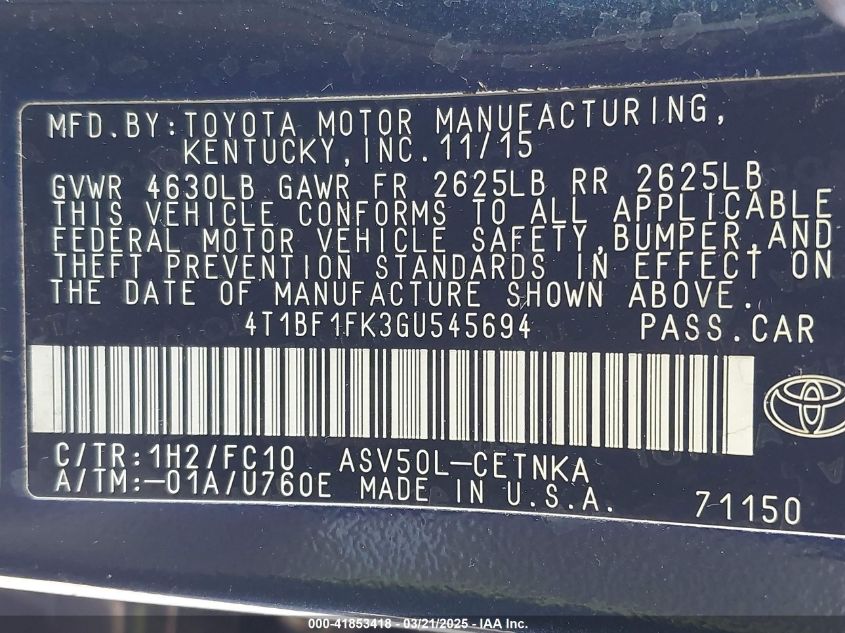 MFD.BY:TOYOTA MOTOR MANUFACTURING,
KENTUCKY,INC.11/15
GVWR 4630LB GAWR FR 2625LB RR 2625LB
THIS VEHICLE CONFORMS TO ALL APPLICABLE
FEDERAL MOTOR VEHICLE SAFETY,BUMPER,AND
THEFT PREVENTION STANDARDS IN EFFECT ON
THE DATE OF MANUFACTURE SHOWN ABOVE.
4T1BF1FK3GU545694 PASS.CAR
C/TR:1H2/FC10 ASV50L-CETNKA
A/TM:-01A/U760E MADE IN U.S.A. 71150
000-41853418 - 03/21/2025 - IAA Inc.